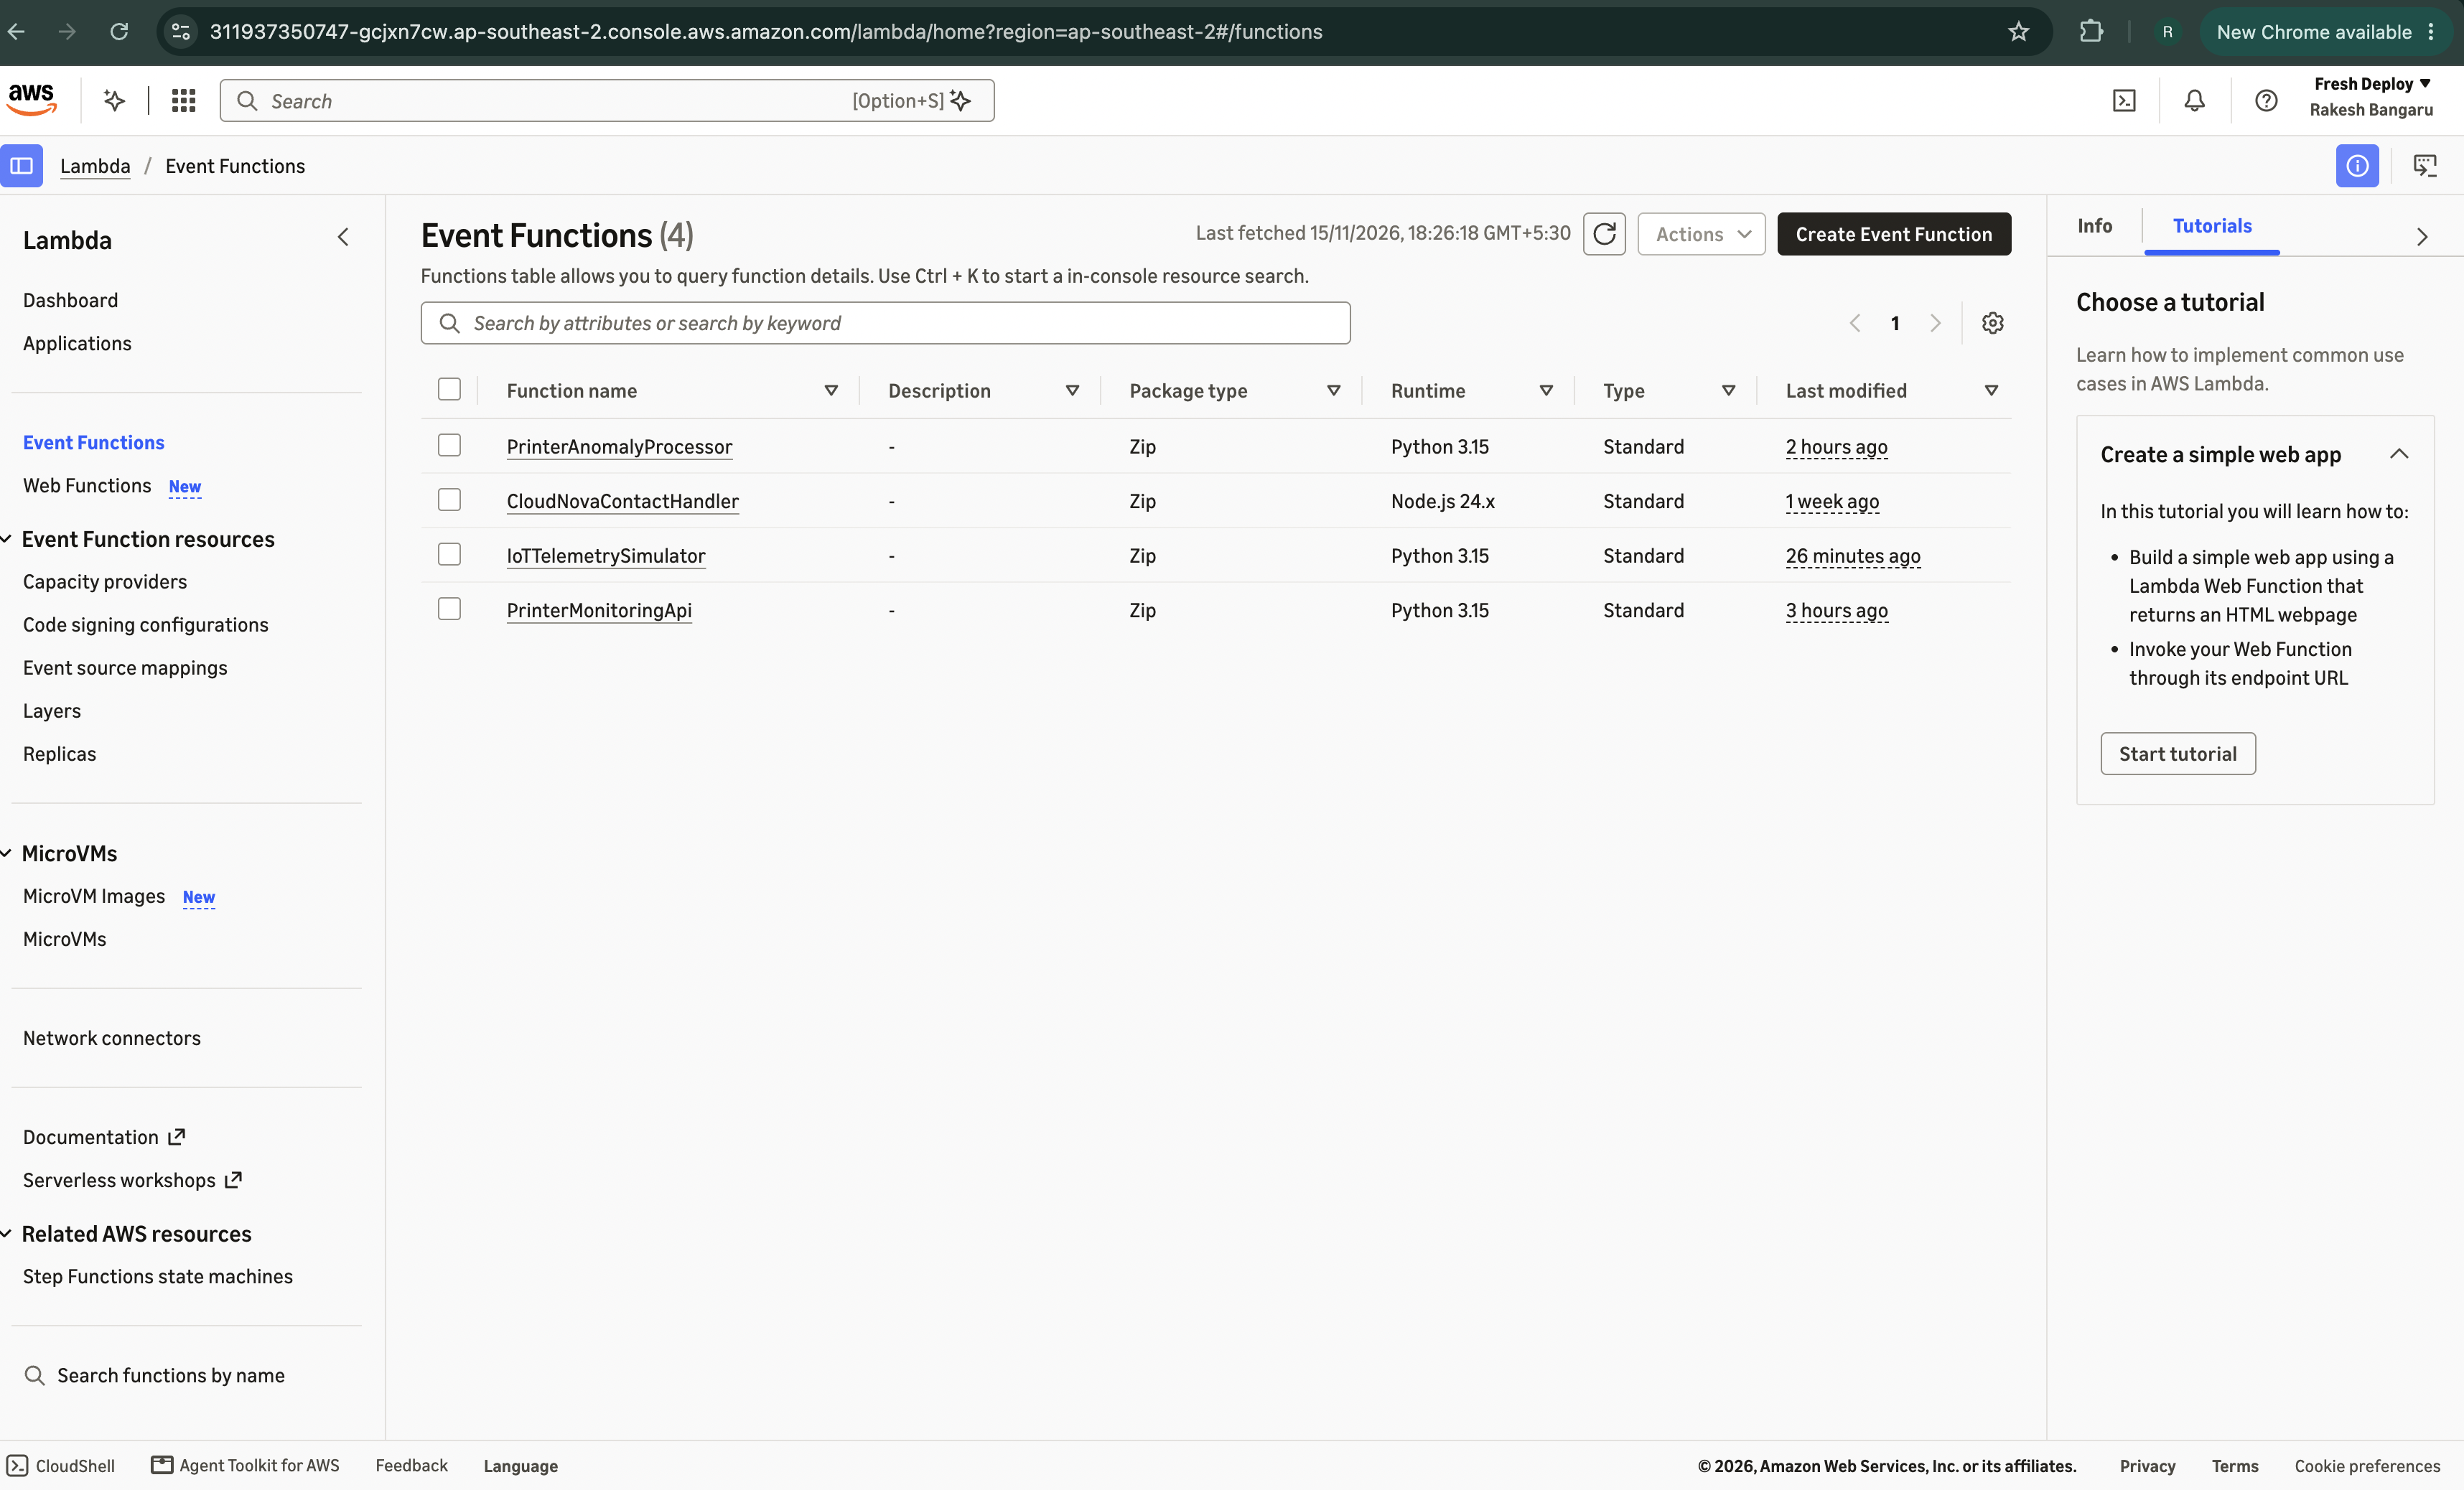 311937350747-gcjxn7cw.ap-southeast-2.console.aws.amazon.com/lambda/home?region=ap-southeast-2#/functions
R
New Chrome available
aws
Search
[Option+S]
Fresh Deploy
Rakesh Bangaru
Lambda / Event Functions
Lambda
Dashboard
Applications
Event Functions
Web Functions New
Event Function resources
Capacity providers
Code signing configurations
Event source mappings
Layers
Replicas
MicroVMs
MicroVM Images New
MicroVMs
Network connectors
Documentation
Serverless workshops
Related AWS resources
Step Functions state machines
Search functions by name
Event Functions (4)
Last fetched 15/11/2026, 18:26:18 GMT+5:30
Actions
Create Event Function
Functions table allows you to query function details. Use Ctrl + K to start a in-console resource search.
Search by attributes or search by keyword
1
Function name Description Package type Runtime Type Last modified
PrinterAnomalyProcessor - Zip Python 3.15 Standard 2 hours ago
CloudNovaContactHandler - Zip Node.js 24.x Standard 1 week ago
IoTTelemetrySimulator - Zip Python 3.15 Standard 26 minutes ago
PrinterMonitoringApi - Zip Python 3.15 Standard 3 hours ago
Info
Tutorials
Choose a tutorial
Learn how to implement common use
cases in AWS Lambda.
Create a simple web app
In this tutorial you will learn how to:
• Build a simple web app using a
Lambda Web Function that
returns an HTML webpage
• Invoke your Web Function
through its endpoint URL
Start tutorial
CloudShell
Agent Toolkit for AWS
Feedback
Language
© 2026, Amazon Web Services, Inc. or its affiliates.
Privacy
Terms
Cookie preferences